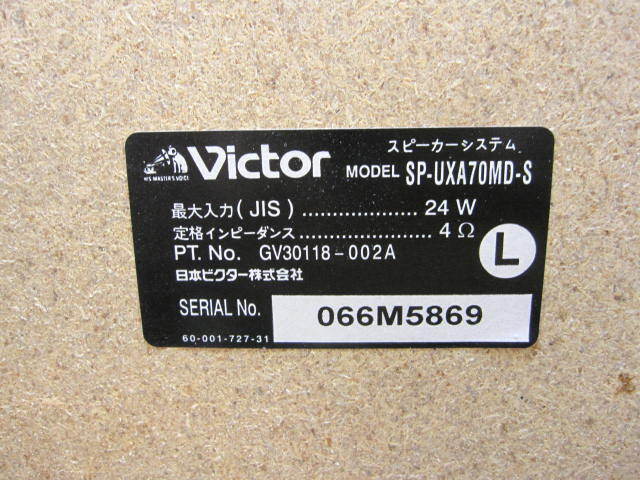 スピーカーシステム
HIS MASTER'S VOICE
Victor MODEL SP-UXA70MD-S
最大入力(JIS)................... 24 W
定格インピーダンス......................... 4 Ω
PT. No. GV30118-002A
L
日本ビクター株式会社
SERIAL No. 066M5869
60-001-727-31